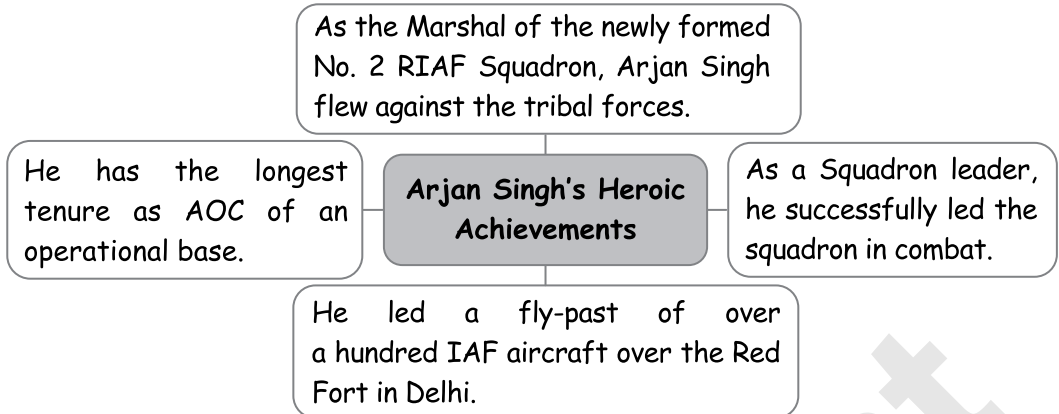 As the Marshal of the newly formed
No. 2 RIAF Squadron, Arjan Singh
flew against the tribal forces.
He has the longest
tenure as AOC of an
operational base.
Arjan Singh's Heroic
Achievements
As a Squadron leader,
he successfully led the
squadron in combat.
He led a fly-past of over
a hundred IAF aircraft over the Red
Fort in Delhi.